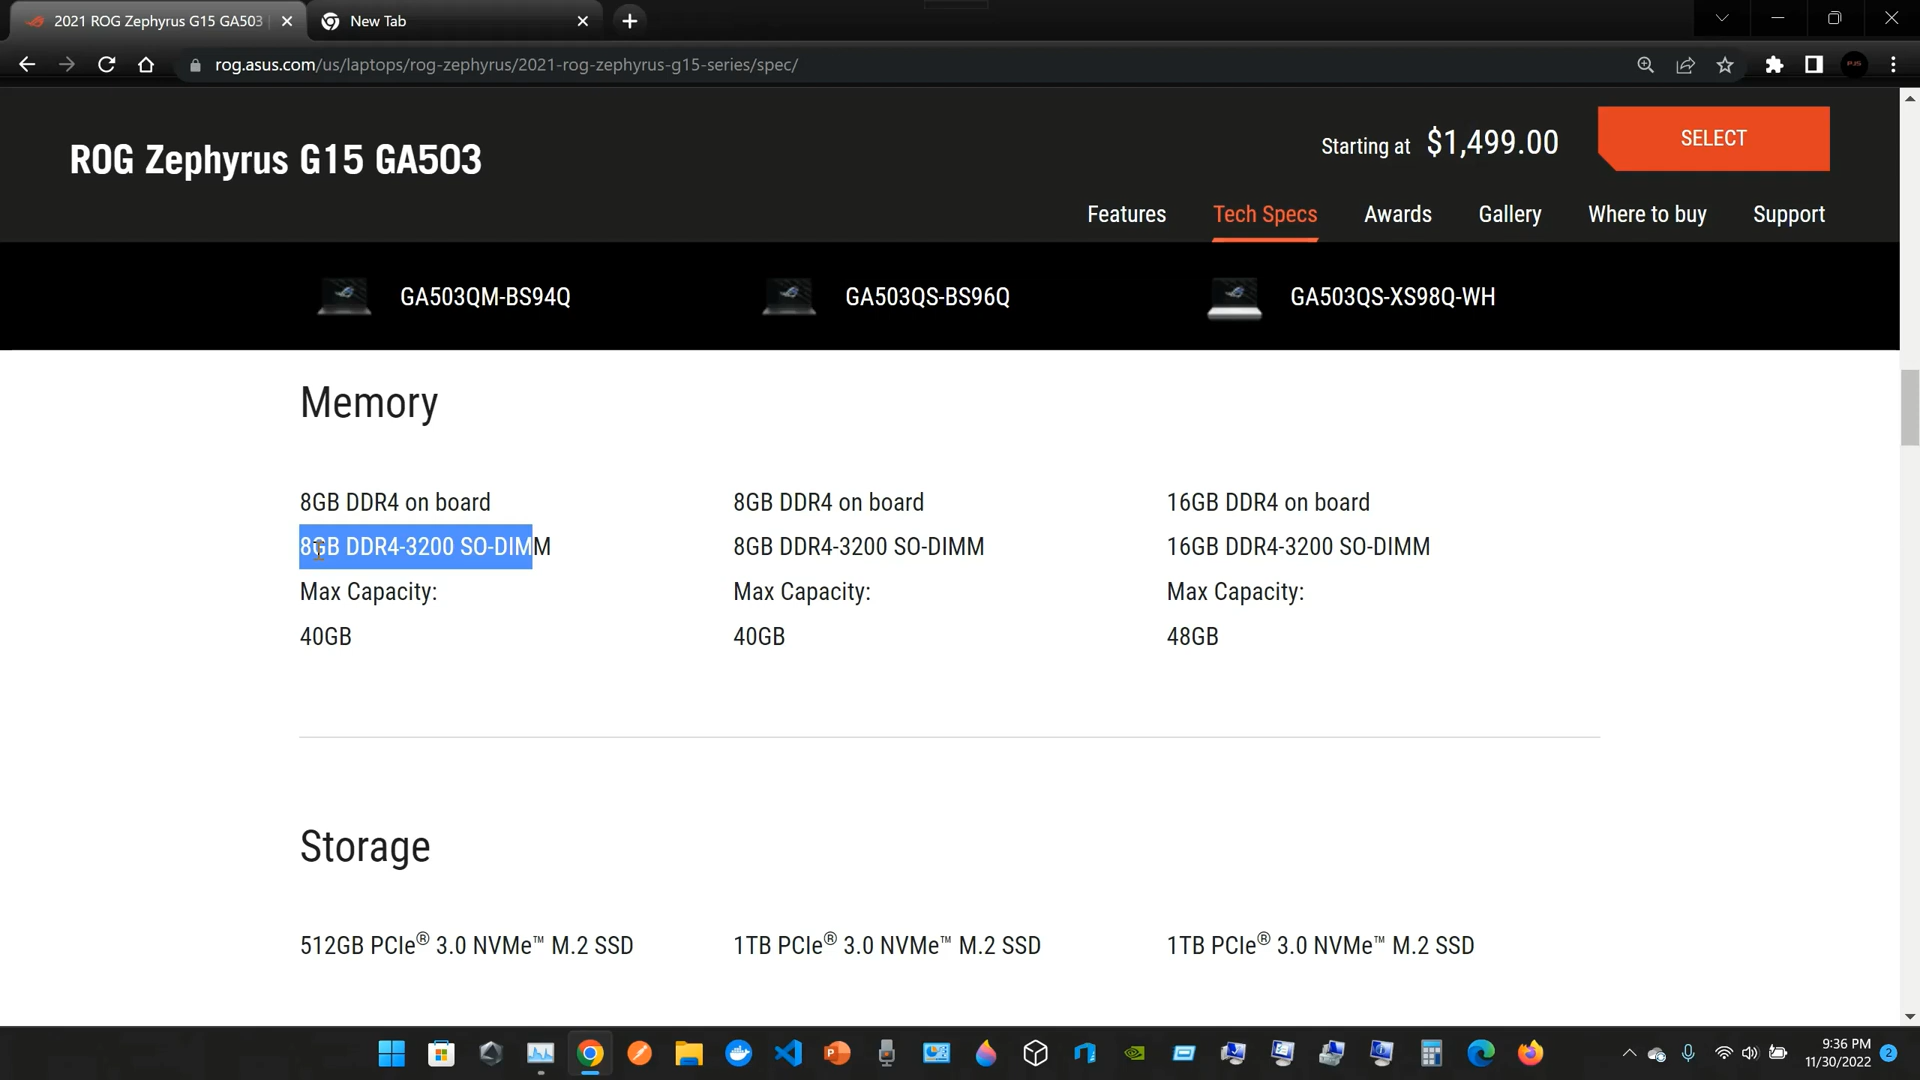 2021 ROG Zephyrus G15 GA503
New Tab
rog.asus.com/us/laptops/rog-zephyrus/2021-rog-zephyrus-g15-series/spec/
PJS
ROG Zephyrus G15 GA503
Starting at $1,499.00
SELECT
Features Tech Specs Awards Gallery Where to buy Support
GA503QM-BS94Q GA503QS-BS96Q GA503QS-XS98Q-WH
Memory
8GB DDR4 on board 8GB DDR4 on board 16GB DDR4 on board
8GB DDR4-3200 SO-DIMM 8GB DDR4-3200 SO-DIMM 16GB DDR4-3200 SO-DIMM
Max Capacity: Max Capacity: Max Capacity:
40GB 40GB 48GB
Storage
512GB PCIe® 3.0 NVMe™ M.2 SSD 1TB PCIe® 3.0 NVMe™ M.2 SSD 1TB PCIe® 3.0 NVMe™ M.2 SSD
9:36 PM
11/30/2022
2